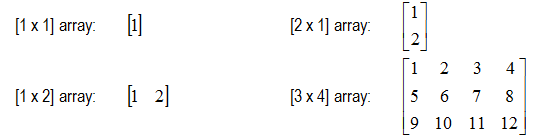 [1 x 1] array: [1] [2 x 1] array: [1
2]
[1 x 2] array: [1 2] [3 x 4] array: [1 2 3 4
5 6 7 8
9 10 11 12]